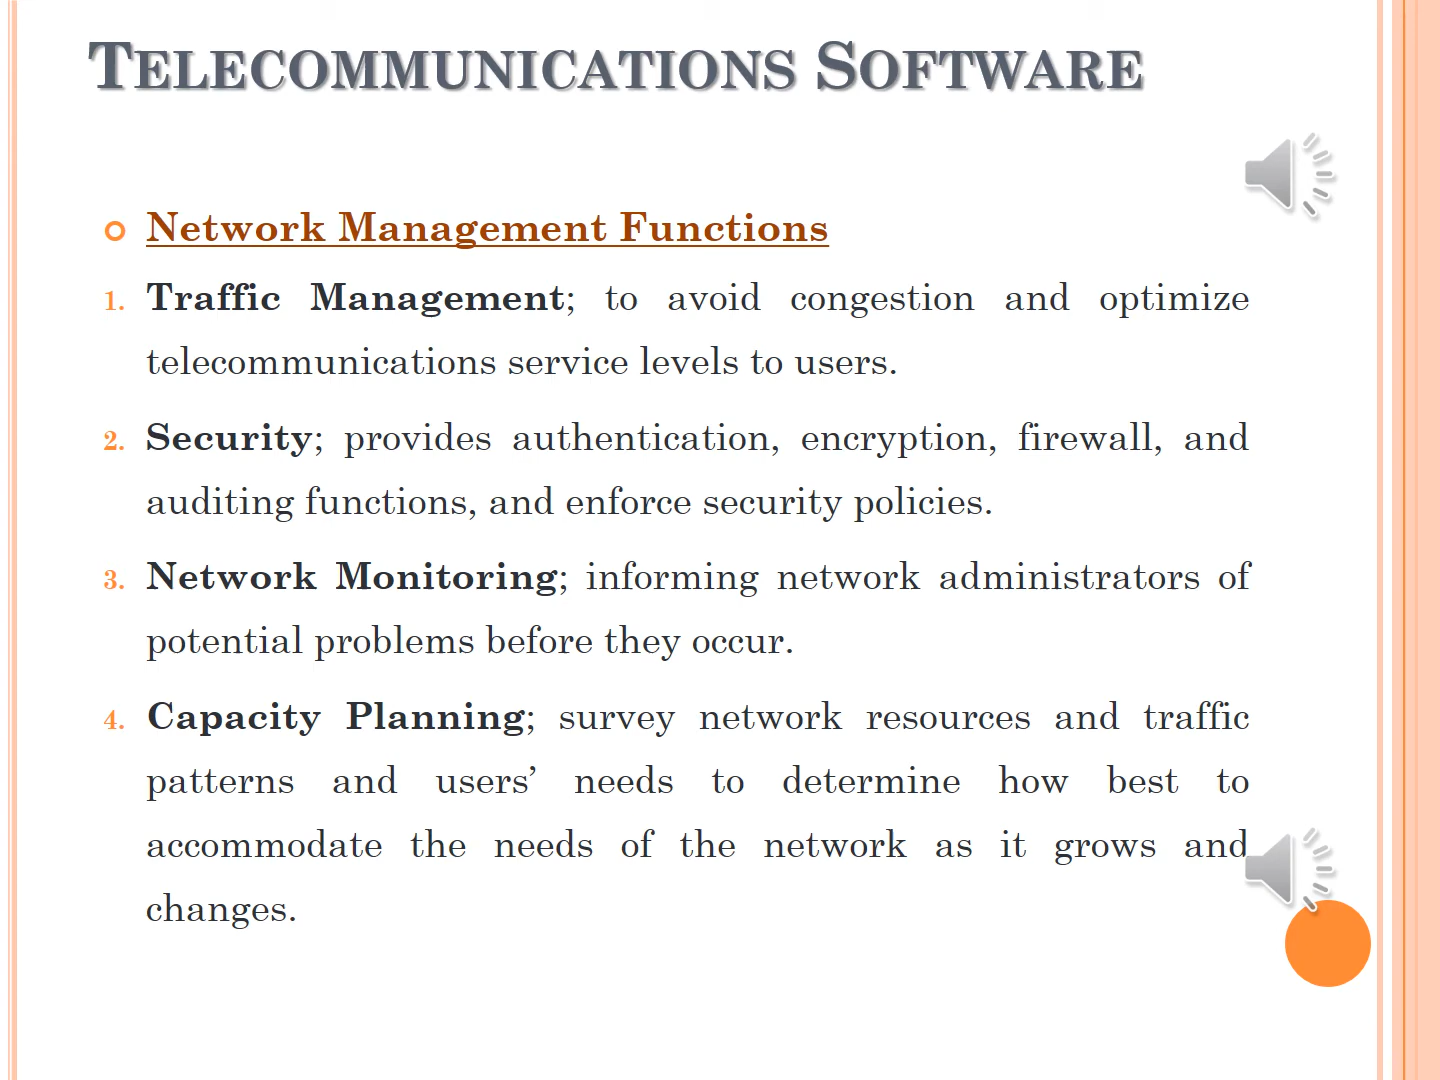 TELECOMMUNICATIONS SOFTWARE
Network Management Functions
1. Traffic Management; to avoid congestion and optimize
telecommunications service levels to users.
2. Security; provides authentication, encryption, firewall, and
auditing functions, and enforce security policies.
3. Network Monitoring; informing network administrators of
potential problems before they occur.
4. Capacity Planning; survey network resources and traffic
patterns and users’ needs to determine how best to
accommodate the needs of the network as it grows and
changes.